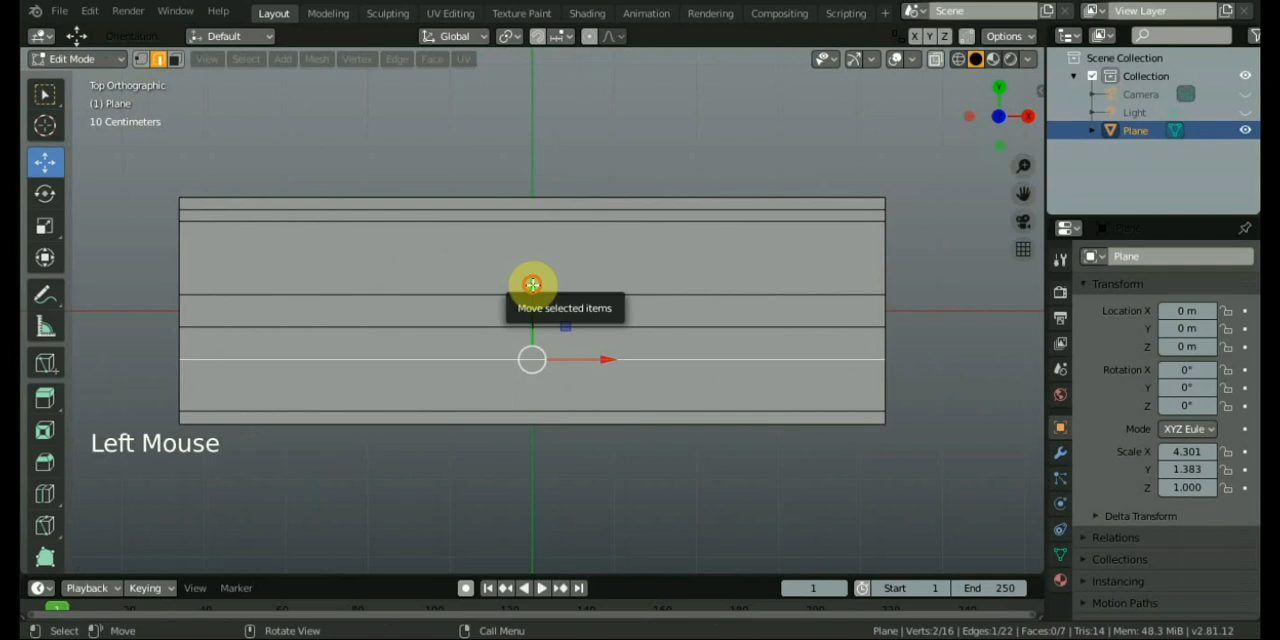 File Edit Render Window Help Layout Modeling Sculpting UV Editing Texture Paint Shading Animation Rendering Compositing Scripting + Scene View Layer
Orientation: Default Global X Y Z Options
Edit Mode View Select Add Mesh Vertex Edge Face UV
Scene Collection
Collection
Camera
Light
Plane
Top Orthographic
(1) Plane
10 Centimeters
Y
X
Move selected items
Left Mouse
Plane
Plane
Transform
Location X 0 m
Y 0 m
Z 0 m
Rotation X 0°
Y 0°
Z 0°
Mode XYZ Eule
Scale X 4.301
Y 1.383
Z 1.000
Delta Transform
Relations
Collections
Instancing
Motion Paths
Playback Keying View Marker 1 Start 1 End 250
Select Move Rotate View Call Menu Plane | Verts:2/16 | Edges:1/22 | Faces:0/7 | Tris:14 | Mem: 48.3 MiB | v2.81.12